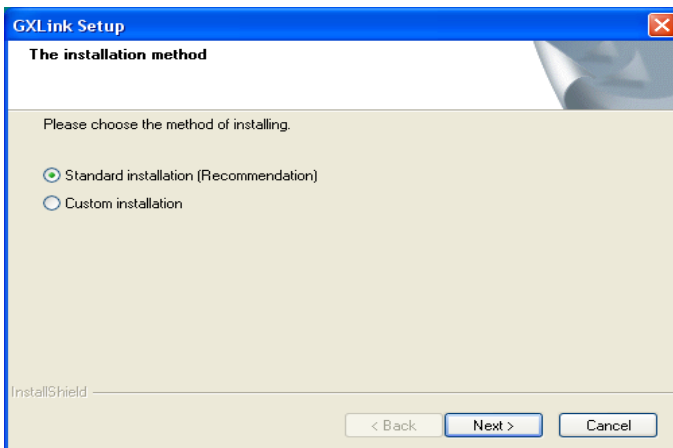 GXLink Setup
The installation method
Please choose the method of installing.
Standard installation (Recommendation)
Custom installation
InstallShield
< Back Next > Cancel